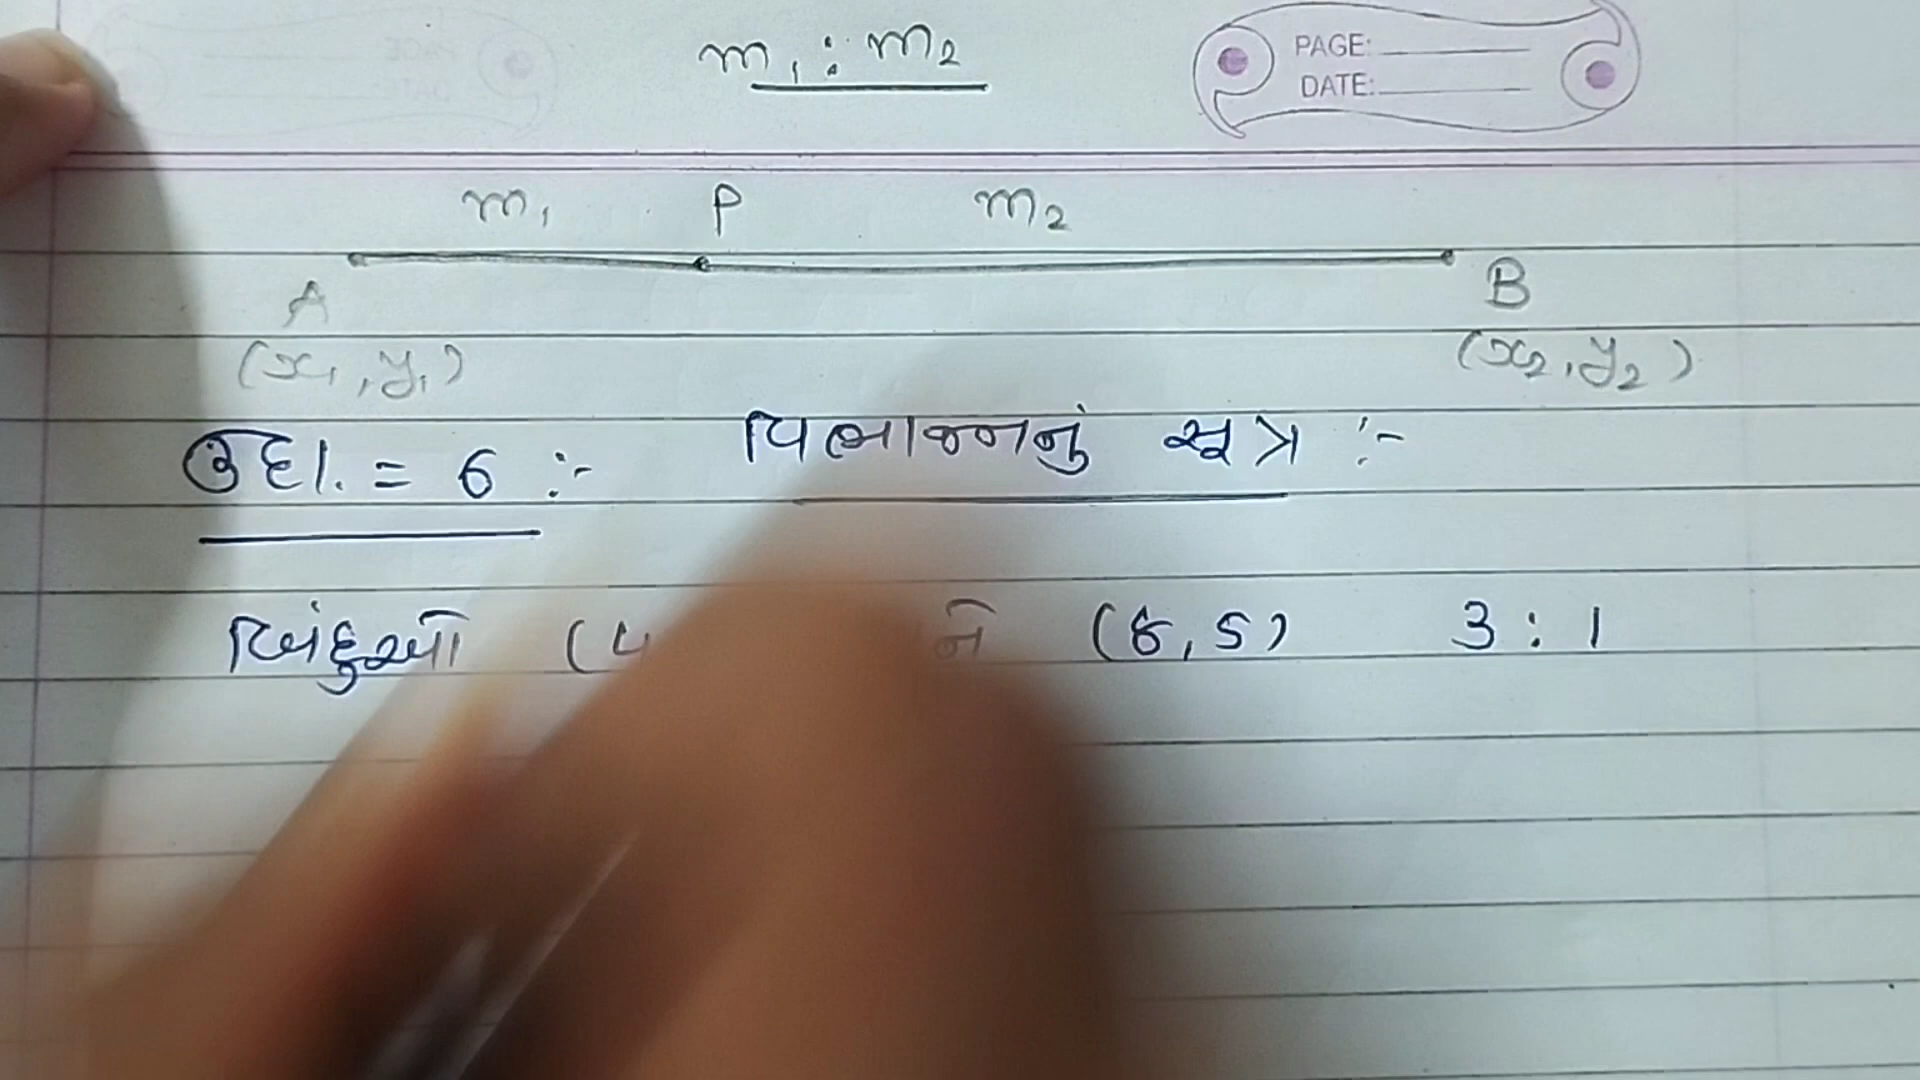 m₁ : m₂
PAGE:
DATE:
m₁ P m₂
A B
(x₁, y₁) (x₂, y₂)
ઉદા. = 6 :- વિભાજનનું સૂત્ર :-
બિંદુઓ (4 ને (8, 5) 3 : 1